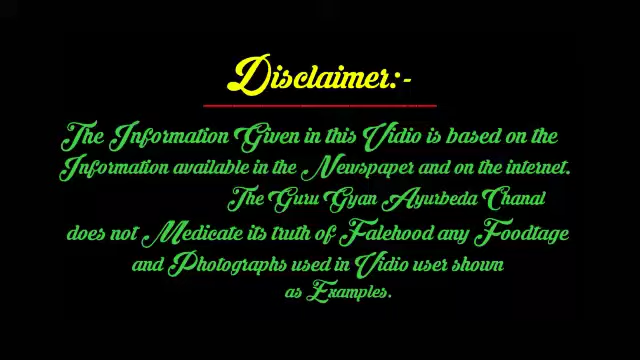 Disclaimer:-
The Information Given in this Vidio is based on the
Information available in the Newspaper and on the internet.
The Guru Gyan Ayurbeda Chanal
does not Medicate its truth of Falehood any Foodtage
and Photographs used in Vidio user shown
as Examples.